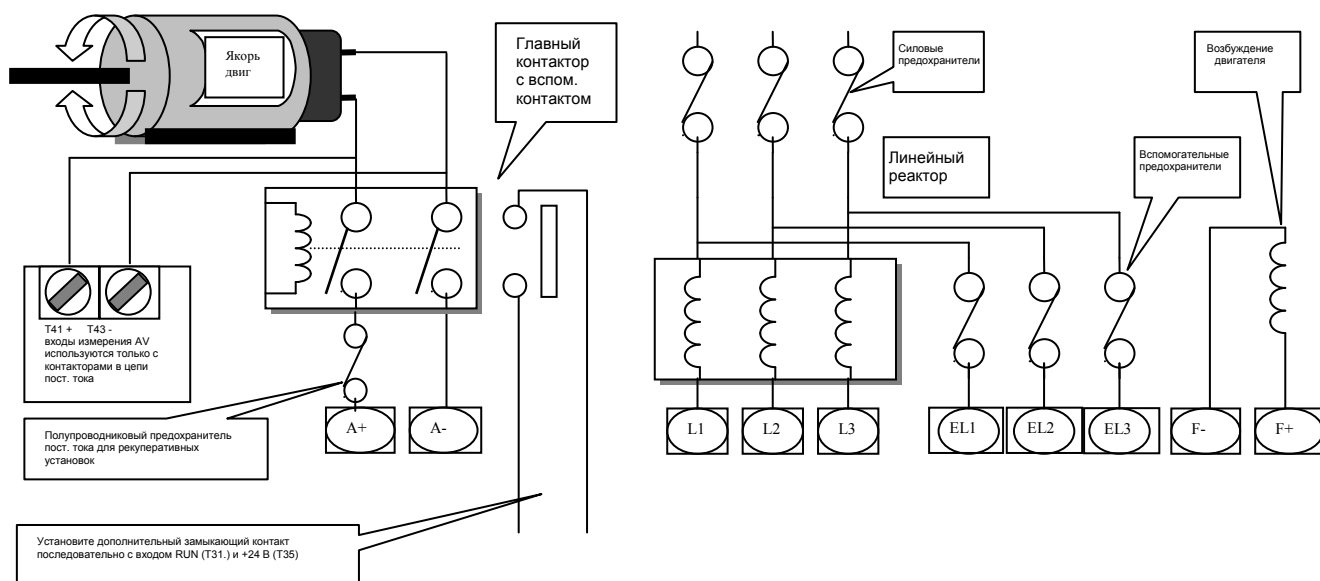 Якорь
двиг
Главный
контактор
с вспом.
контактом
T41 + T43 -
входы измерения AV
используются только с
контакторами в цепи
пост. тока
Полупроводниковый предохранитель
пост. тока для рекуперативных
установок
A+
A-
Установите дополнительный замыкающий контакт
последовательно с входом RUN (T31.) и +24 В (T35)
Силовые
предохранители
Возбуждение
двигателя
Линейный
реактор
Вспомогательные
предохранители
L1
L2
L3
EL1
EL2
EL3
F-
F+